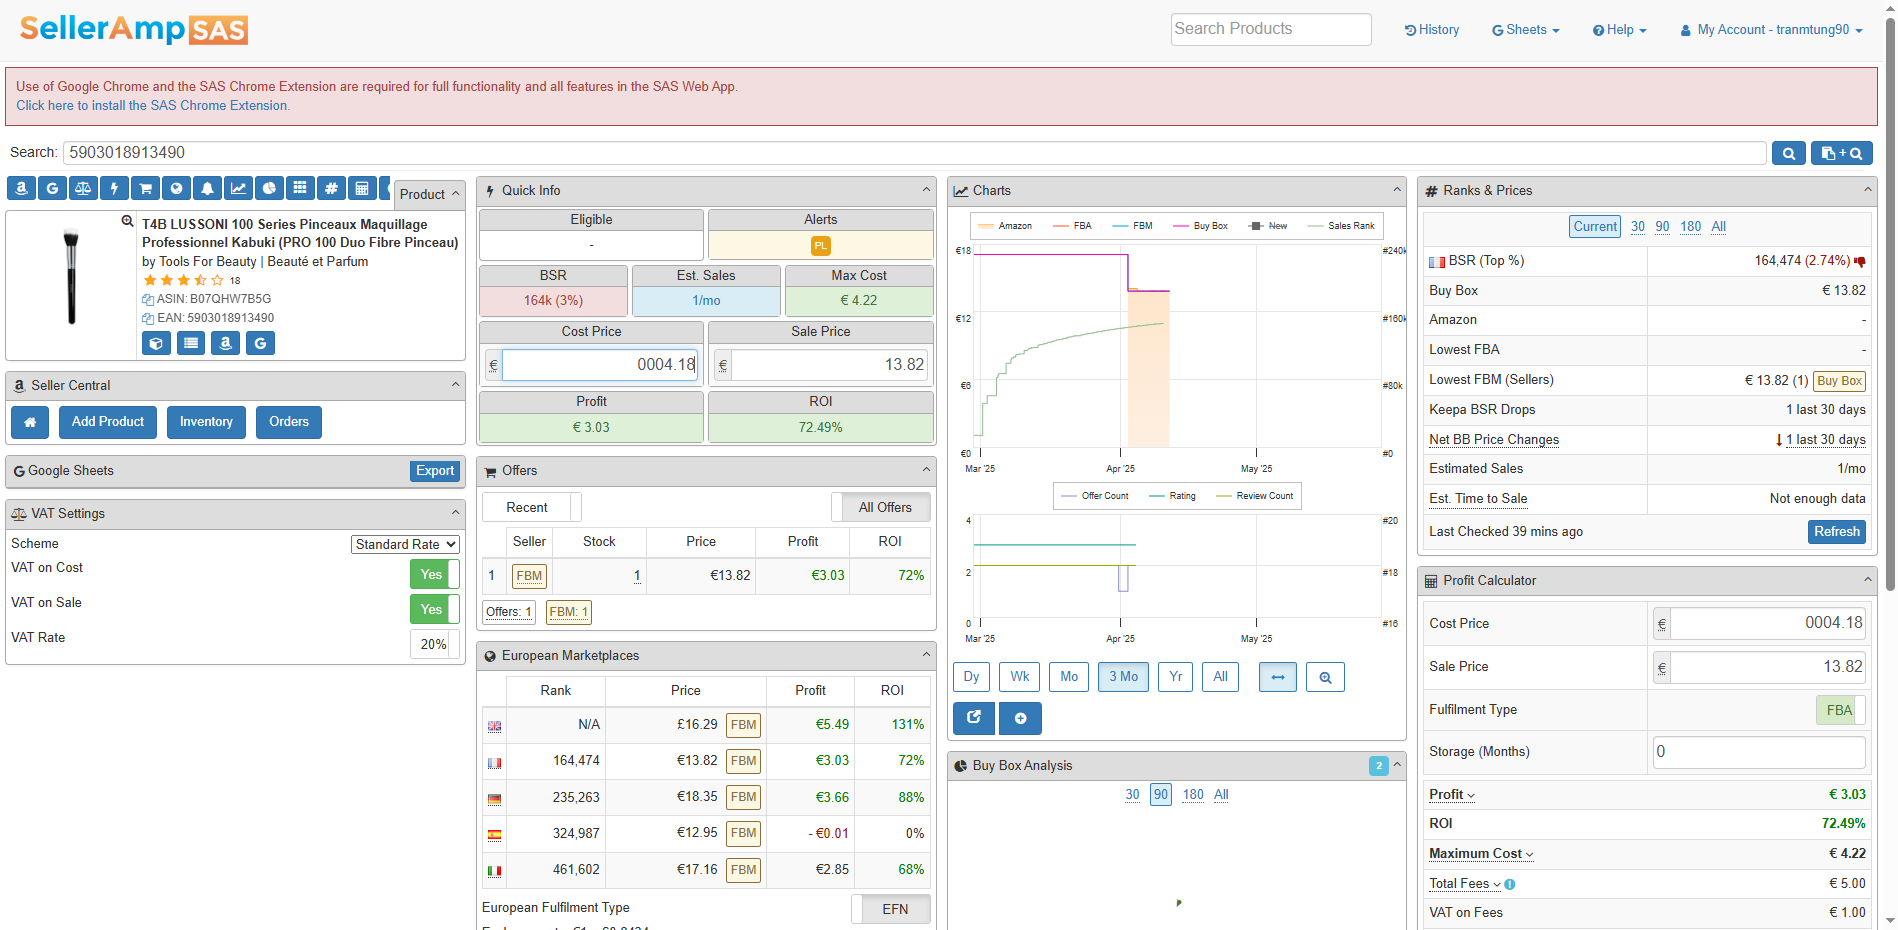 SellerAmp SAS
Search Products
History
Sheets
Help
My Account - tranmtung90
Use of Google Chrome and the SAS Chrome Extension are required for full functionality and all features in the SAS Web App.
Click here to install the SAS Chrome Extension.
Search: 5903018913490
+
Product
T4B LUSSONI 100 Series Pinceaux Maquillage
Professionnel Kabuki (PRO 100 Duo Fibre Pinceau)
by Tools For Beauty | Beauté et Parfum
18
ASIN: B07QHW7B5G
EAN: 5903018913490
Seller Central
Add Product Inventory Orders
Google Sheets Export
VAT Settings
Scheme Standard Rate
VAT on Cost Yes
VAT on Sale Yes
VAT Rate 20%
Quick Info
Eligible Alerts
- PL
BSR Est. Sales Max Cost
164k (3%) 1/mo € 4.22
Cost Price Sale Price
€ 0004.18 € 13.82
Profit ROI
€ 3.03 72.49%
Offers
Recent All Offers
Seller Stock Price Profit ROI
1 FBM 1 €13.82 €3.03 72%
Offers: 1 FBM: 1
European Marketplaces
Rank Price Profit ROI
N/A £16.29 FBM €5.49 131%
164,474 €13.82 FBM €3.03 72%
235,263 €18.35 FBM €3.66 88%
324,987 €12.95 FBM - €0.01 0%
461,602 €17.16 FBM €2.85 68%
European Fulfilment Type EFN
Charts
Amazon FBA FBM Buy Box New Sales Rank
€18 #240k
€12 #160k
€6 #80k
€0 #0
Mar '25 Apr '25 May '25
Offer Count Rating Review Count
4 #20
2 #18
0 #16
Mar '25 Apr '25 May '25
Dy Wk Mo 3 Mo Yr All
Buy Box Analysis 2
30 90 180 All
Ranks & Prices
Current 30 90 180 All
BSR (Top %) 164,474 (2.74%)
Buy Box € 13.82
Amazon -
Lowest FBA -
Lowest FBM (Sellers) € 13.82 (1) Buy Box
Keepa BSR Drops 1 last 30 days
Net BB Price Changes 1 last 30 days
Estimated Sales 1/mo
Est. Time to Sale Not enough data
Last Checked 39 mins ago Refresh
Profit Calculator
Cost Price € 0004.18
Sale Price € 13.82
Fulfilment Type FBA
Storage (Months) 0
Profit € 3.03
ROI 72.49%
Maximum Cost € 4.22
Total Fees € 5.00
VAT on Fees € 1.00